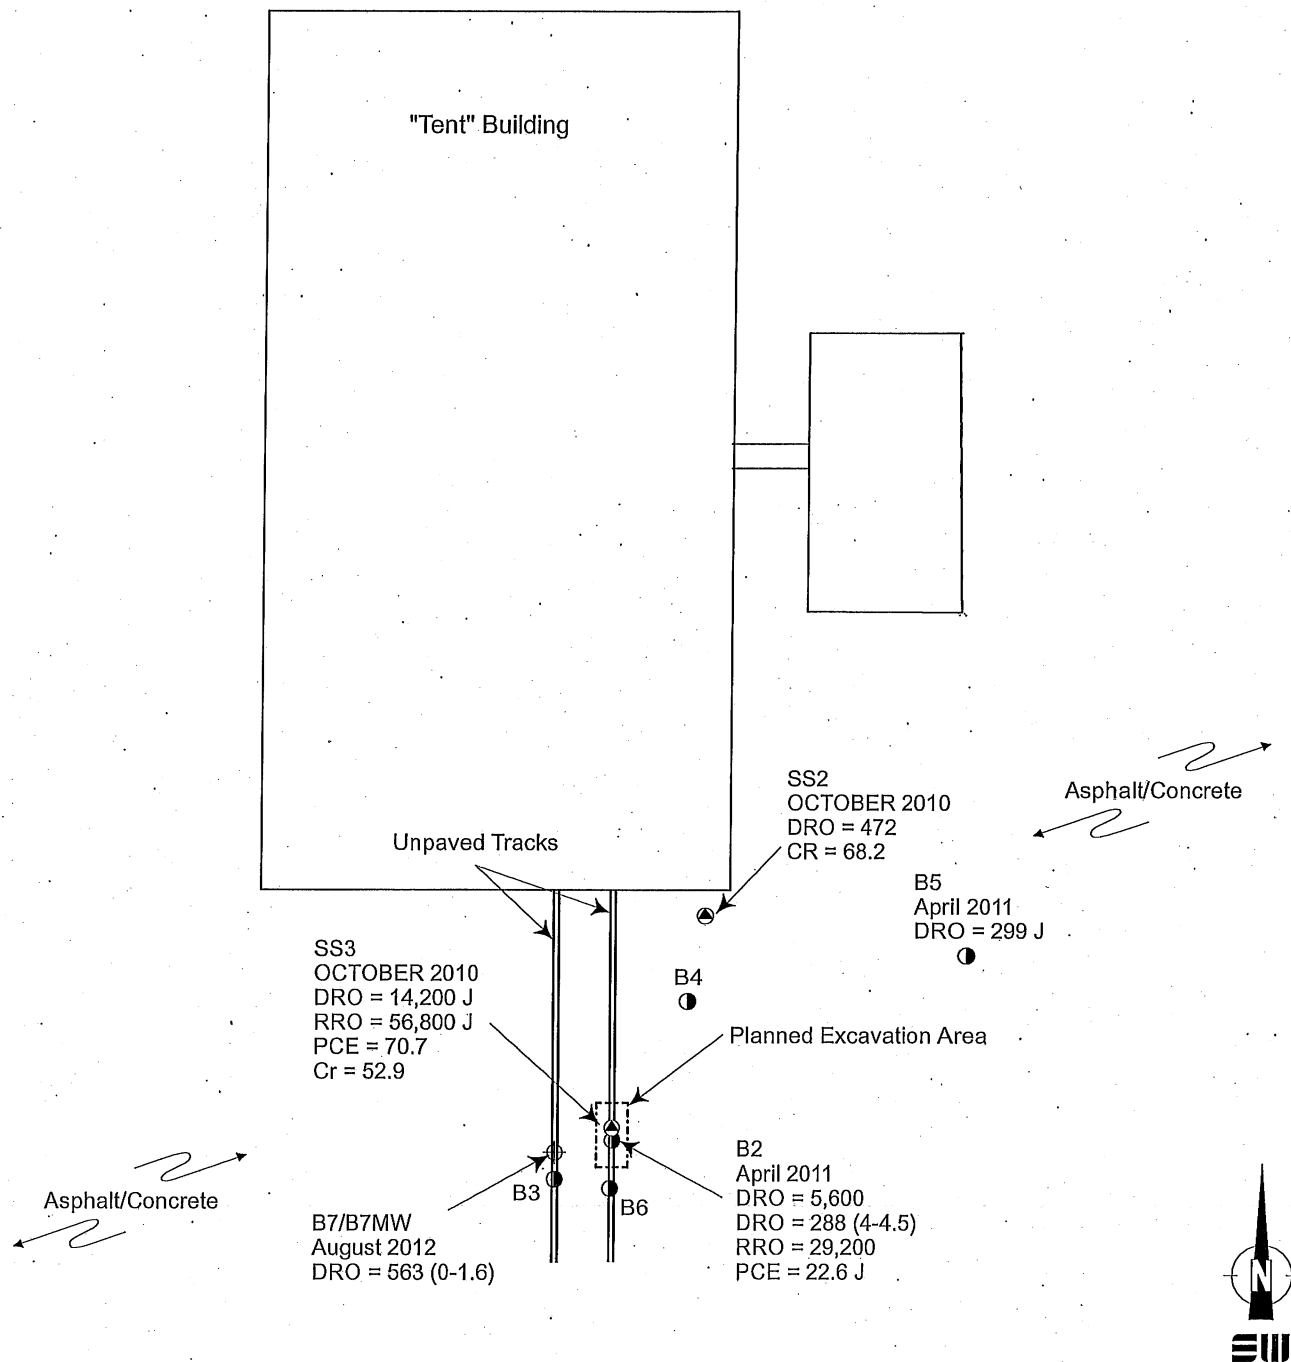 "Tent" Building
SS2
OCTOBER 2010
DRO = 472
CR = 68.2
Asphalt/Concrete
Unpaved Tracks
B5
April 2011
DRO = 299 J
SS3
OCTOBER 2010
DRO = 14,200 J
RRO = 56,800 J
PCE = 70.7
Cr = 52.9
B4
Planned Excavation Area
B2
April 2011
DRO = 5,600
DRO = 288 (4-4.5)
RRO = 29,200
PCE = 22.6 J
Asphalt/Concrete
B3
B6
B7/B7MW
August 2012
DRO = 563 (0-1.6)
N